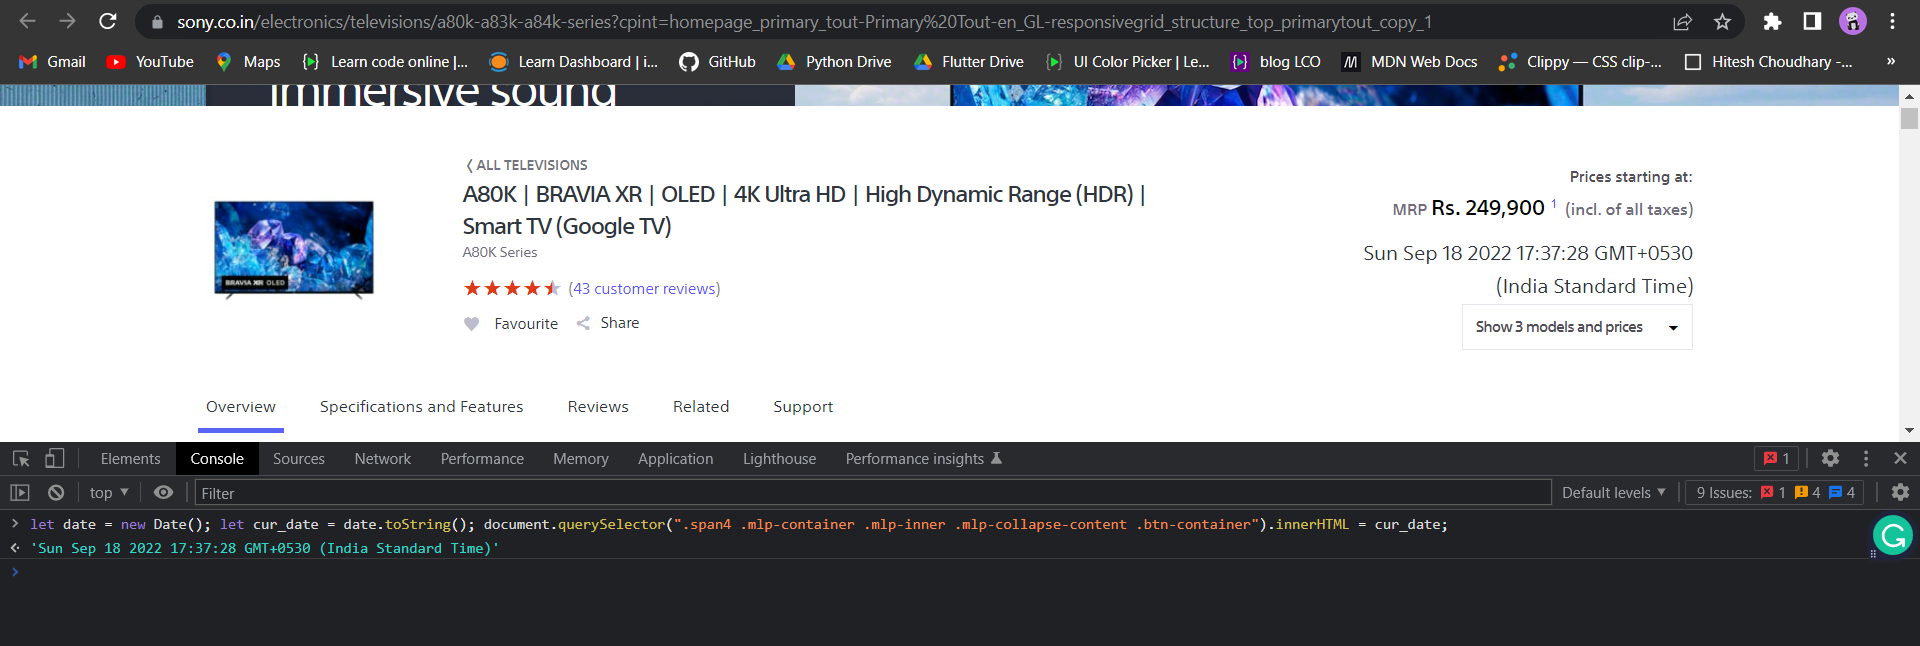 sony.co.in/electronics/televisions/a80k-a83k-a84k-series?cpint=homepage_primary_tout-Primary%20Tout-en_GL-responsivegrid_structure_top_primarytout_copy_1
Gmail YouTube Maps Learn code online |... Learn Dashboard | i... GitHub Python Drive Flutter Drive UI Color Picker | Le... blog LCO MDN Web Docs Clippy — CSS clip-... Hitesh Choudhary -... »
immersive sound
ALL TELEVISIONS
A80K | BRAVIA XR | OLED | 4K Ultra HD | High Dynamic Range (HDR) |
Smart TV (Google TV)
A80K Series
(43 customer reviews)
Favourite Share
BRAVIA XR OLED
Prices starting at:
MRP Rs. 249,900 1 (incl. of all taxes)
Sun Sep 18 2022 17:37:28 GMT+0530
(India Standard Time)
Show 3 models and prices
Overview Specifications and Features Reviews Related Support
Elements Console Sources Network Performance Memory Application Lighthouse Performance insights 1
top Filter Default levels 9 Issues: 1 4 4
> let date = new Date(); let cur_date = date.toString(); document.querySelector(".span4 .mlp-container .mlp-inner .mlp-collapse-content .btn-container").innerHTML = cur_date;
'Sun Sep 18 2022 17:37:28 GMT+0530 (India Standard Time)'
>